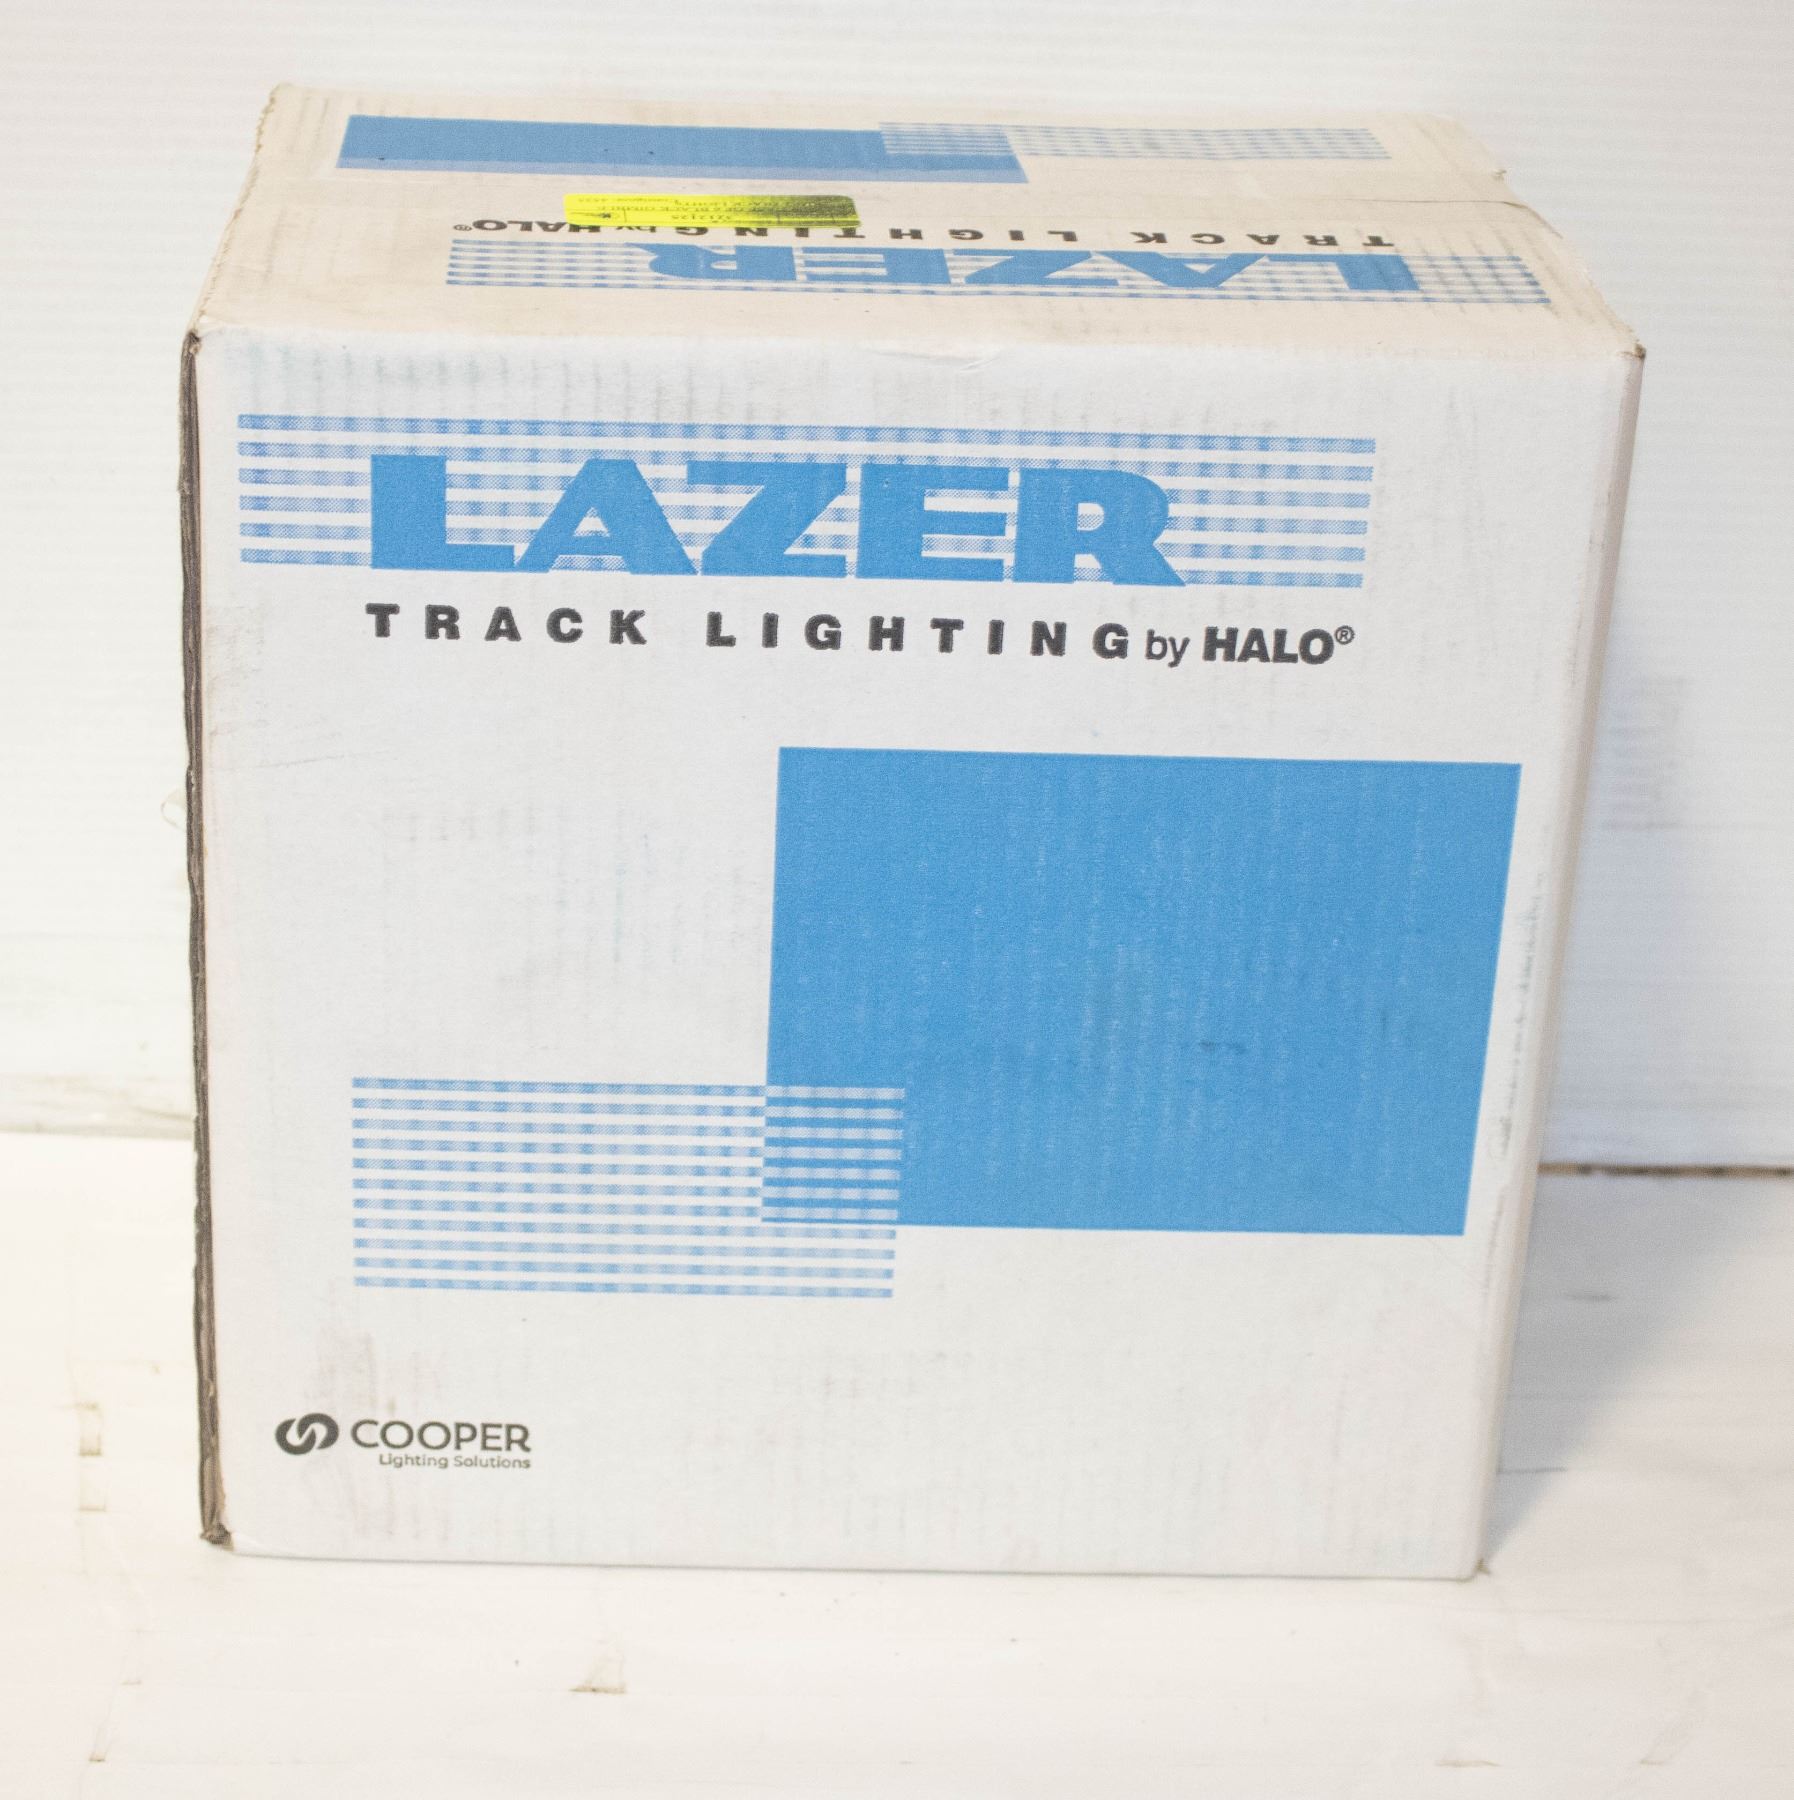 LAZER
TRACK LIGHTING by HALO®
LAZER
TRACK LIGHTING by HALO®
COOPER
Lighting Solutions